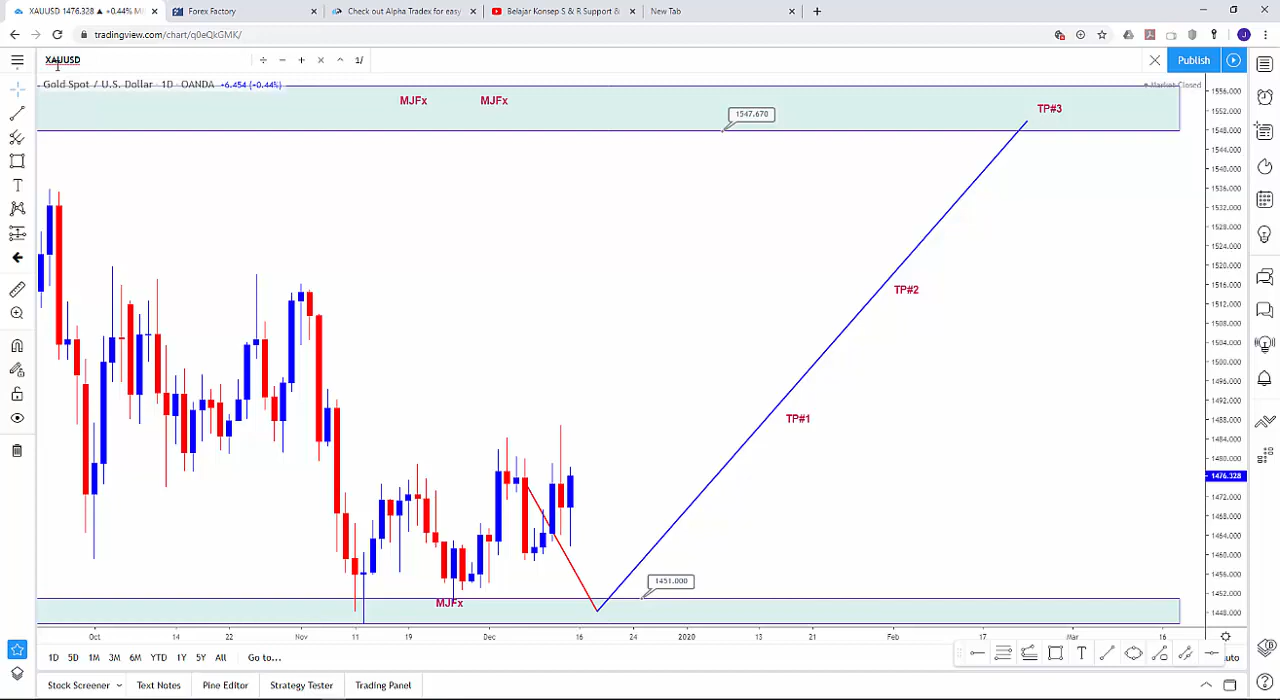 XAUUSD 1476.328 ▲ +0.44%
Forex Factory
Check out Alpha Tradex for easy
Belajar Konsep S & R Support &
New Tab
tradingview.com/chart/q0eQkGMK/
XAUUSD
1/
Publish
Gold Spot / U.S. Dollar · 1D · OANDA +6.454 (+0.44%)
Market Closed
MJFx
MJFx
1547.670
TP#3
TP#2
TP#1
1451.000
MJFx
1556.000
1552.000
1548.000
1544.000
1540.000
1536.000
1532.000
1528.000
1524.000
1520.000
1516.000
1512.000
1508.000
1504.000
1500.000
1496.000
1492.000
1488.000
1484.000
1480.000
1476.328
1472.000
1468.000
1464.000
1460.000
1456.000
1452.000
1448.000
Oct 14 22 Nov 11 19 Dec 16 24 2020 13 21 Feb 17 Mar 16
1D 5D 1M 3M 6M YTD 1Y 5Y All Go to...
Stock Screener Text Notes Pine Editor Strategy Tester Trading Panel